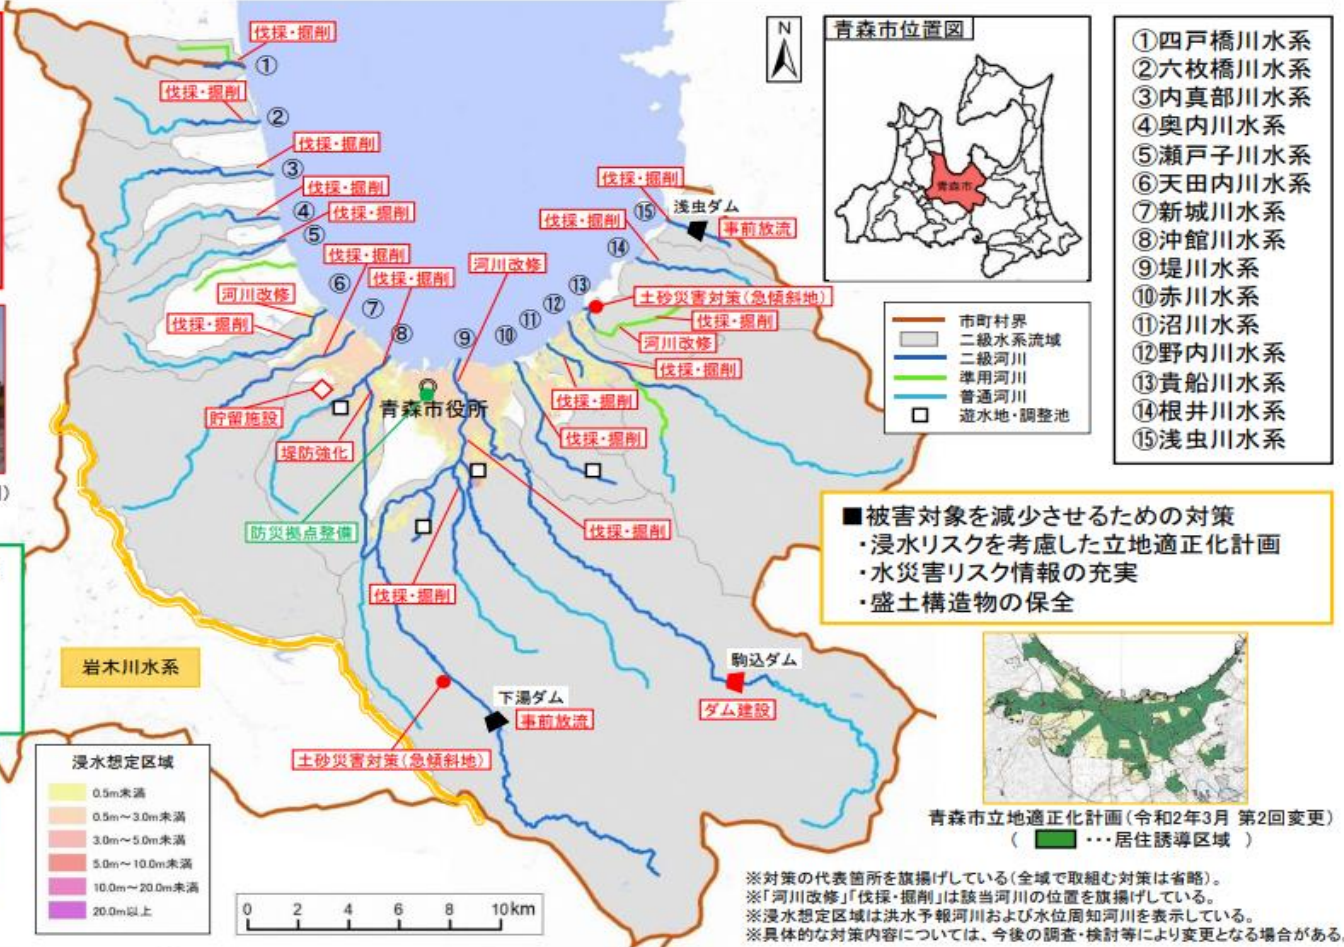 伐採・掘削
①
伐採・掘削
②
伐採・掘削
③
伐採・掘削
④
伐採・掘削
⑤
伐採・掘削
⑥
伐採・掘削
⑦
⑧
河川改修
伐採・掘削
河川改修
⑨
⑩
⑪
⑫
⑬
伐採・掘削
⑭
伐採・掘削
⑮
浅虫ダム
事前放流
土砂災害対策(急傾斜地)
伐採・掘削
河川改修
伐採・掘削
伐採・掘削
伐採・掘削
青森市役所
貯留施設
堤防強化
防災拠点整備
伐採・掘削
伐採・掘削
駒込ダム
ダム建設
下湯ダム
事前放流
土砂災害対策(急傾斜地)
岩木川水系
浸水想定区域
0.5m未満
0.5m～3.0m未満
3.0m～5.0m未満
5.0m～10.0m未満
10.0m～20.0m未満
20.0m以上
0 2 4 6 8 10km
N
青森市位置図
青森市
市町村界
二級水系流域
二級河川
準用河川
普通河川
遊水地・調整池
①四戸橋川水系
②六枚橋川水系
③内真部川水系
④奥内川水系
⑤瀬戸子川水系
⑥天田内川水系
⑦新城川水系
⑧沖館川水系
⑨堤川水系
⑩赤川水系
⑪沼川水系
⑫野内川水系
⑬貴船川水系
⑭根井川水系
⑮浅虫川水系
■被害対象を減少させるための対策
・浸水リスクを考慮した立地適正化計画
・水災害リスク情報の充実
・盛土構造物の保全
青森市立地適正化計画(令和2年3月 第2回変更)
( ･･･居住誘導区域 )
※対策の代表箇所を旗揚げしている(全域で取組む対策は省略)。
※「河川改修」「伐採・掘削」は該当河川の位置を旗揚げしている。
※浸水想定区域は洪水予報河川および水位周知河川を表示している。
※具体的な対策内容については、今後の調査・検討等により変更となる場合がある